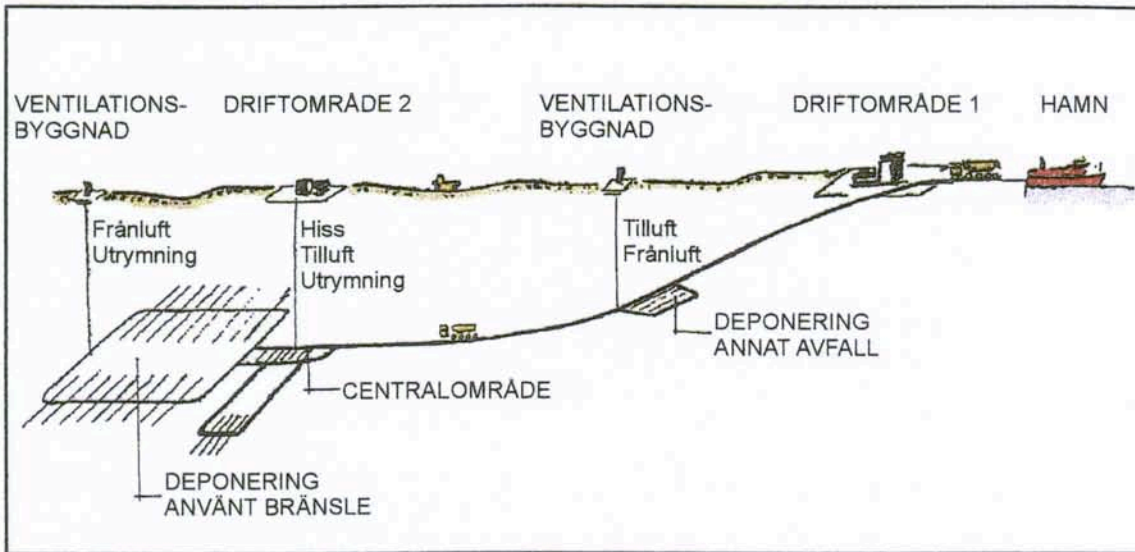 VENTILATIONS-
BYGGNAD
DRIFTOMRÅDE 2
VENTILATIONS-
BYGGNAD
DRIFTOMRÅDE 1
HAMN
Frånluft
Utrymning
Hiss
Tilluft
Utrymning
Tilluft
Frånluft
DEPONERING
ANNAT AVFALL
CENTRALOMRÅDE
DEPONERING
ANVÄNT BRÄNSLE